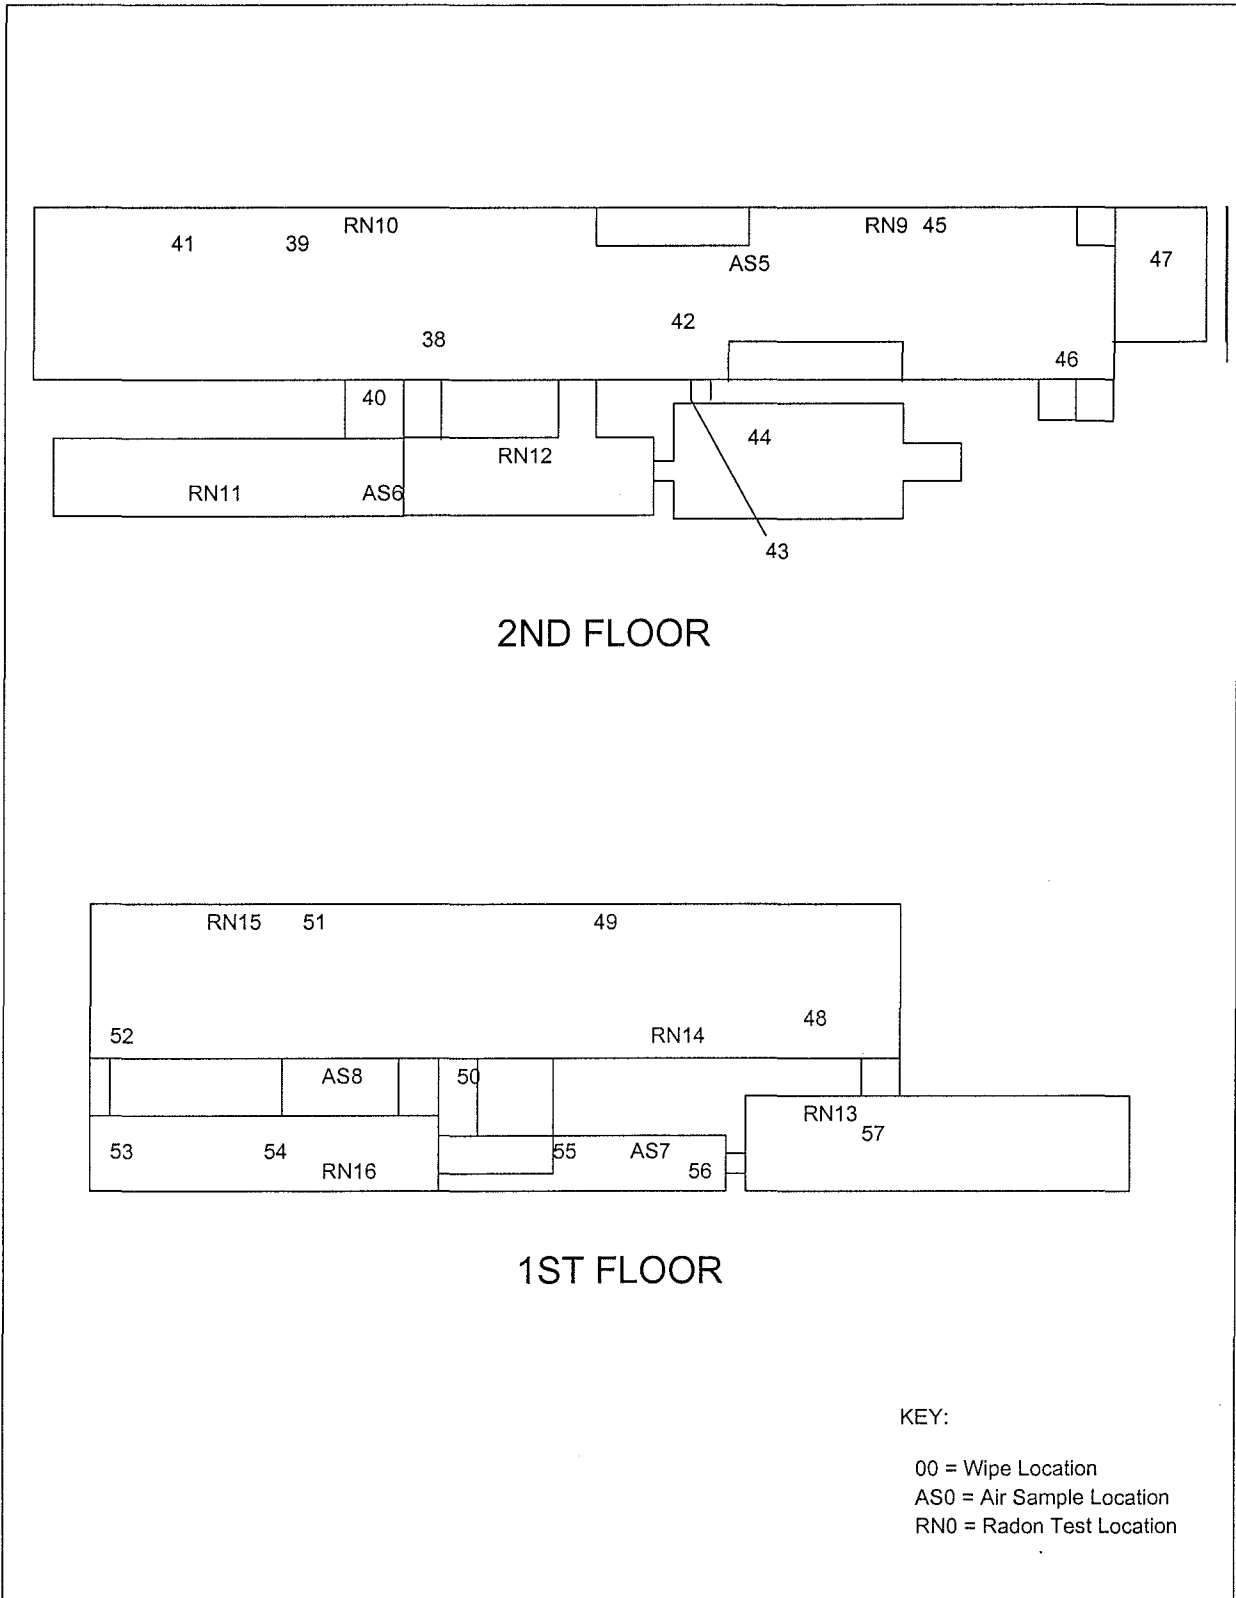 RN10 RN9 45
41 39
AS5 47
42
38
46
40
44
RN12
RN11 AS6
43
2ND FLOOR
RN15 51 49
48
52 RN14
AS8 50
RN13
57
53 54 55 AS7
RN16 56
1ST FLOOR
KEY:
00 = Wipe Location
AS0 = Air Sample Location
RN0 = Radon Test Location